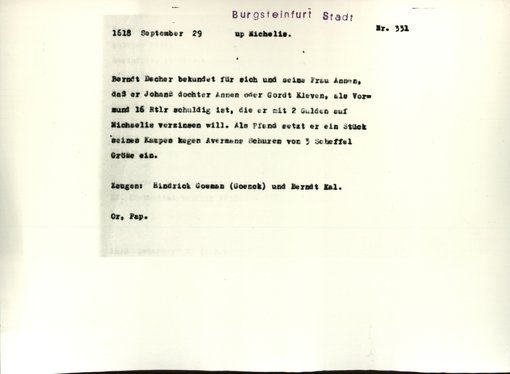 Burgsteinfurt Stadt
1618 September 29 up Michelis. Nr. 331
Berndt Decher bekundet für sich und seine Frau Annen,
daß er Johanß dochter Annen oder Gordt Kleven, als Vor=
mund 16 Rtlr schuldig ist, die er mit 2 Gulden auf
Michaelis verzinsen will. Als Pfand setzt er ein Stück
seines Kampes kegen Avermans Schuren von 3 Scheffel
Größe ein.
Zeugen: Hindrick Goeman (Goenok) und Berndt Kal.
Or, Pap.